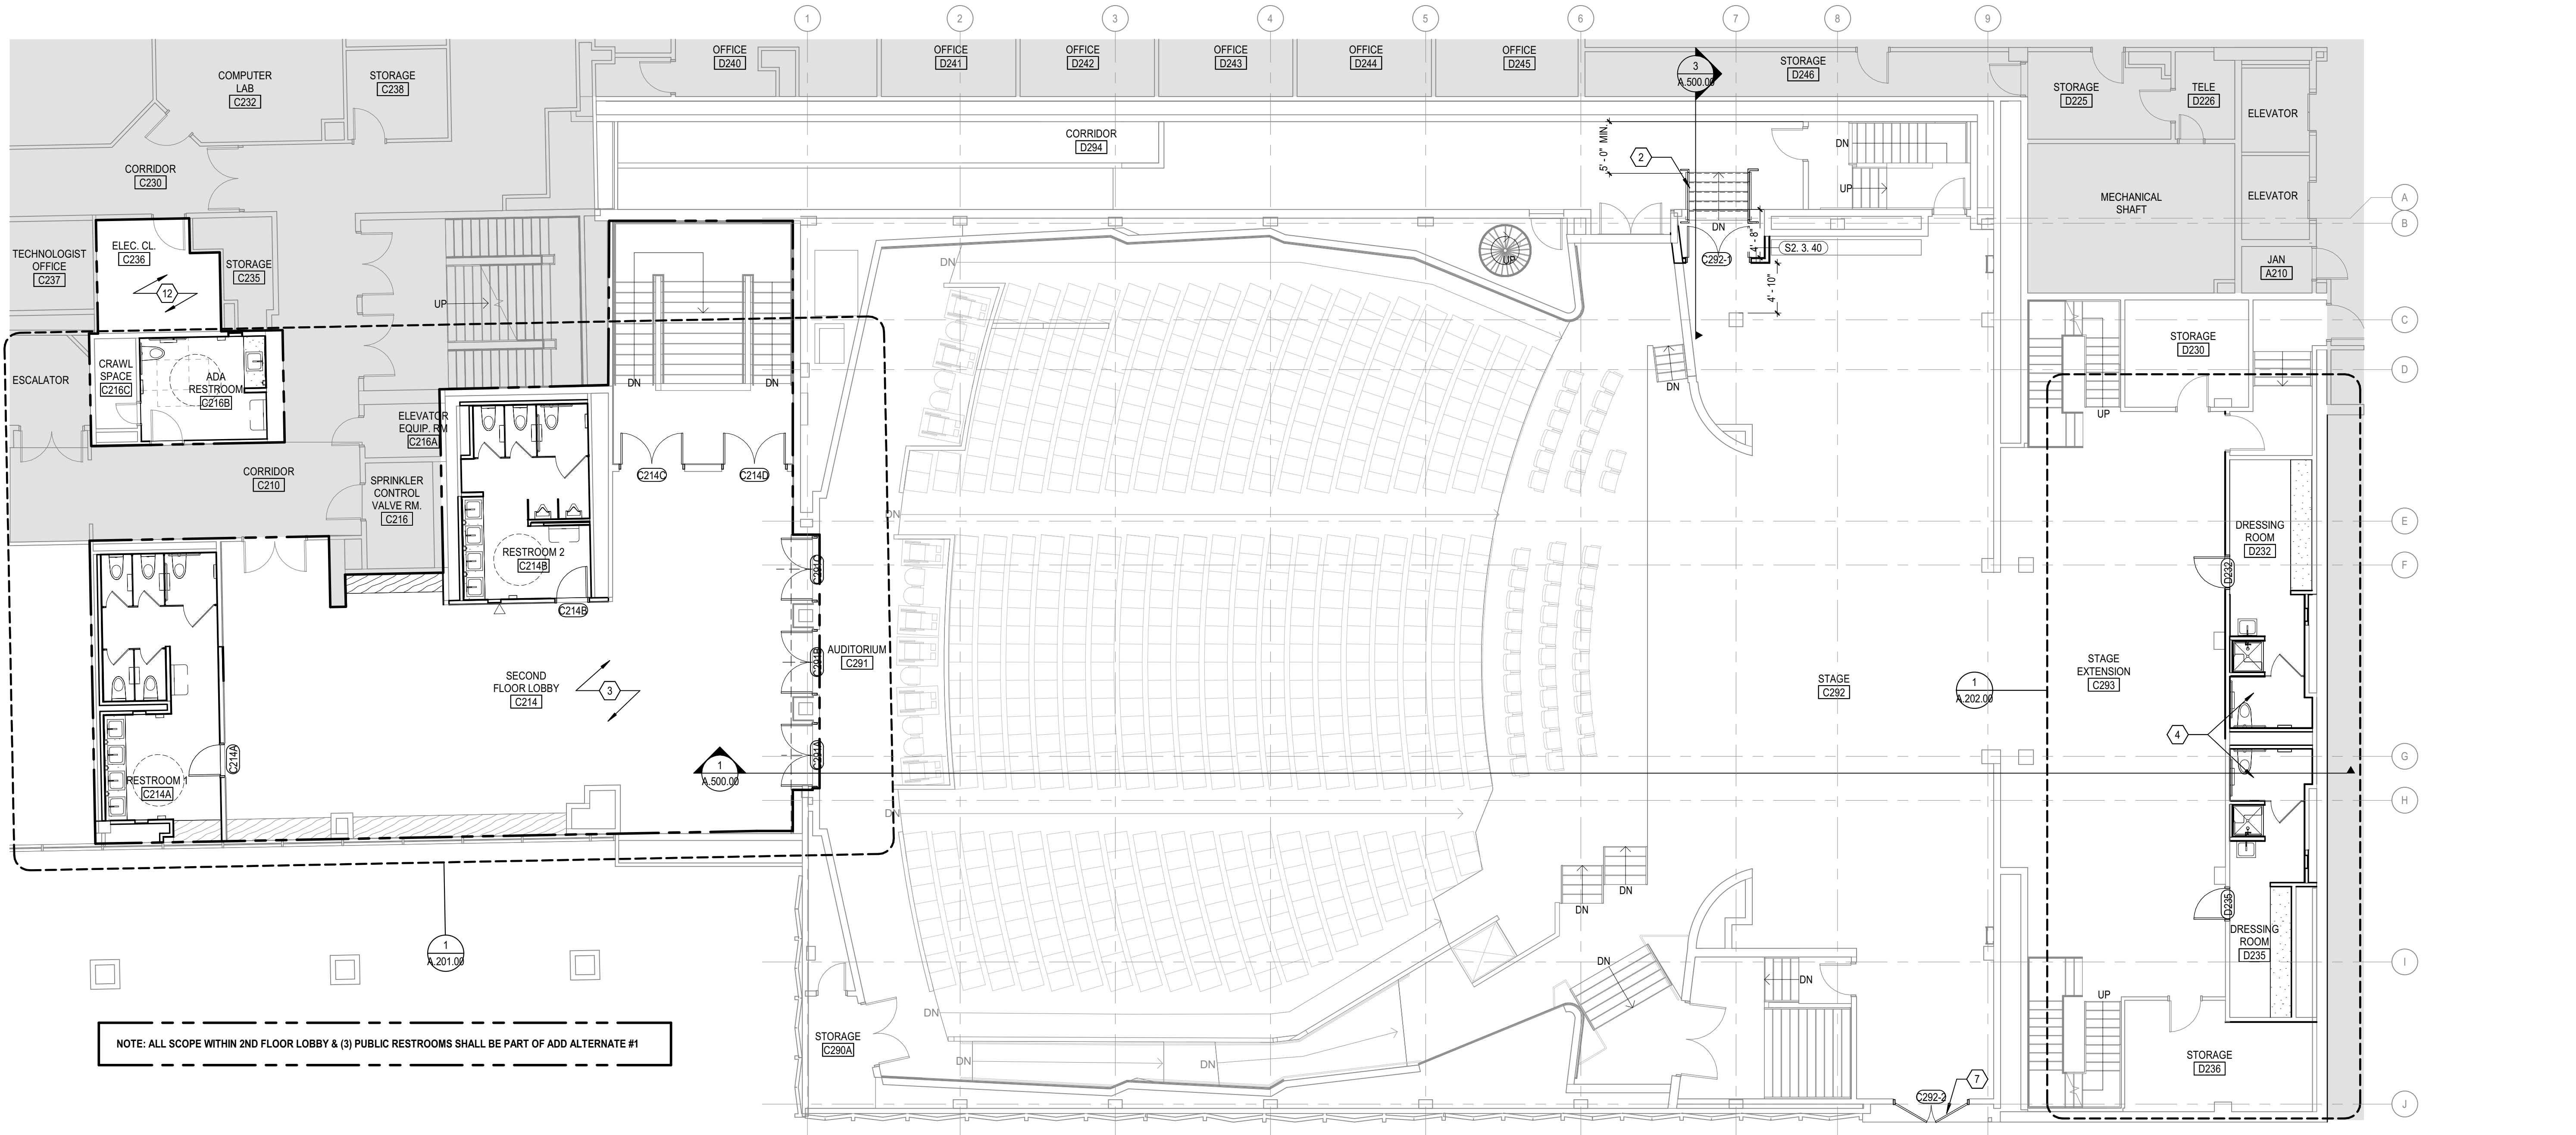 1
2
3
4
5
6
7
8
9
OFFICE
D240
OFFICE
D241
OFFICE
D242
OFFICE
D243
OFFICE
D244
OFFICE
D245
STORAGE
D246
3
A.500.00
COMPUTER
LAB
C232
STORAGE
C238
STORAGE
D225
TELE
D226
ELEVATOR
CORRIDOR
D294
5' - 0" MIN.
2
DN
UP
CORRIDOR
C230
ELEVATOR
MECHANICAL
SHAFT
A
B
ELEC. CL.
C236
TECHNOLOGIST
OFFICE
C237
STORAGE
C235
12
UP
DN
UP
DN
C292-1
4' - 8"
S2. 3. 40
4' - 10"
JAN
A210
C
STORAGE
D230
D
ESCALATOR
CRAWL
SPACE
C216C
ADA
RESTROOM
C216B
DN
DN
DN
UP
ELEVATOR
EQUIP. RM
C216A
CORRIDOR
C210
SPRINKLER
CONTROL
VALVE RM.
C216
C214C
C214D
DN
E
DRESSING
ROOM
D232
RESTROOM 2
C214B
C214B
C291C
D232
F
C291B
AUDITORIUM
C291
SECOND
FLOOR LOBBY
C214
3
STAGE
C292
1
A.202.00
STAGE
EXTENSION
C293
4
RESTROOM 1
C214A
C214A
C291A
1
A.500.00
G
H
DN
DN
DN
D235
DRESSING
ROOM
D235
1
A.201.00
DN
DN
I
UP
DN
STORAGE
C290A
DN
DN
STORAGE
D236
NOTE: ALL SCOPE WITHIN 2ND FLOOR LOBBY & (3) PUBLIC RESTROOMS SHALL BE PART OF ADD ALTERNATE #1
C292-2
7
J